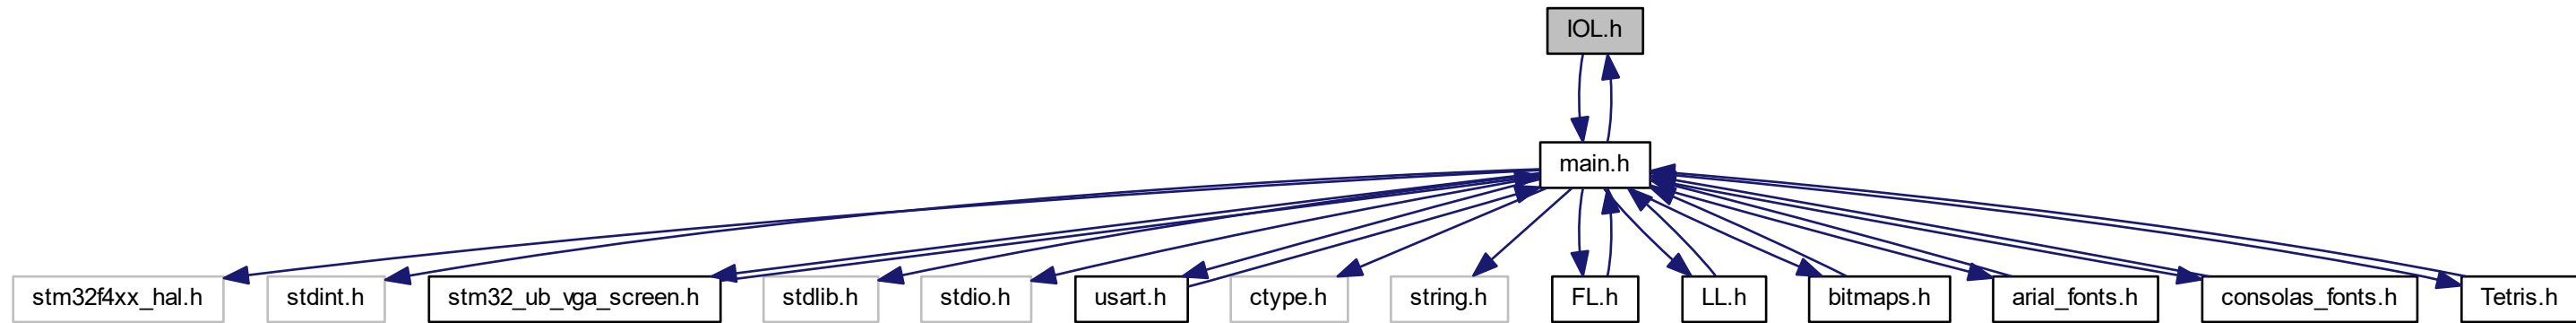 IOL.h
main.h
stm32f4xx_hal.h
stdint.h
stm32_ub_vga_screen.h
stdlib.h
stdio.h
usart.h
ctype.h
string.h
FL.h
LL.h
bitmaps.h
arial_fonts.h
consolas_fonts.h
Tetris.h